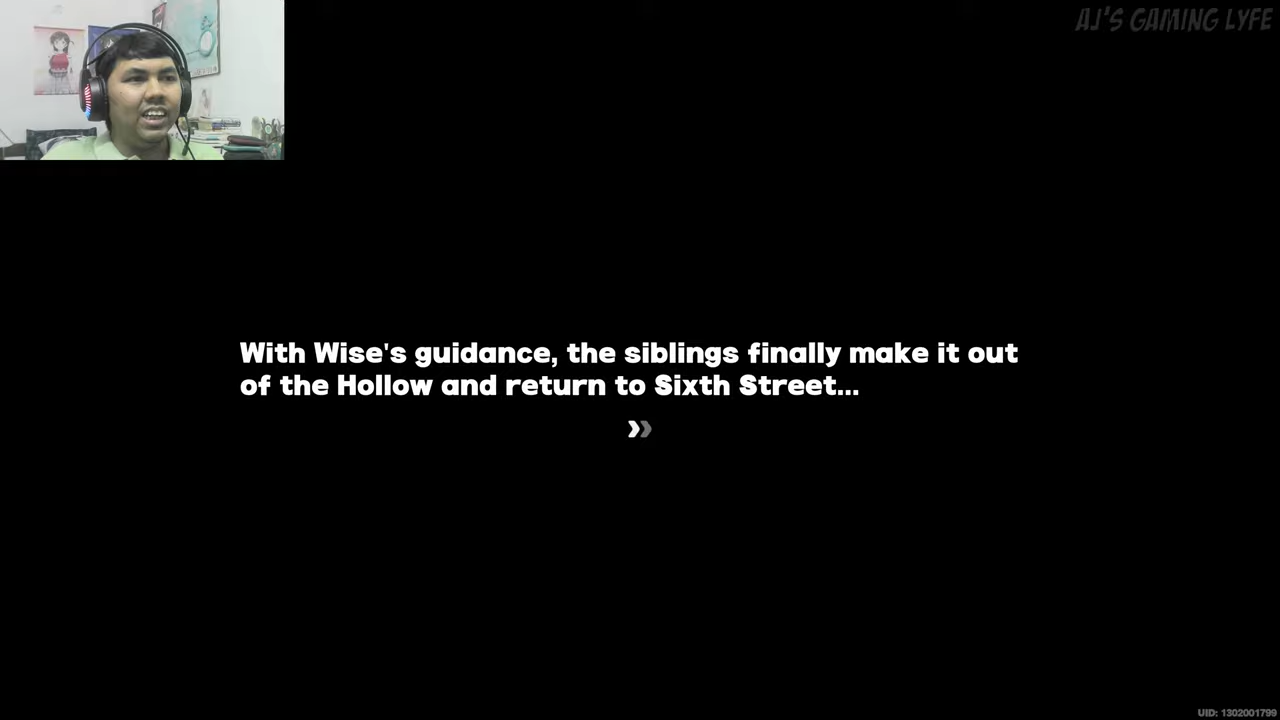 AJ'S GAMING LYFE
With Wise's guidance, the siblings finally make it out
of the Hollow and return to Sixth Street...
UID: 1302001799